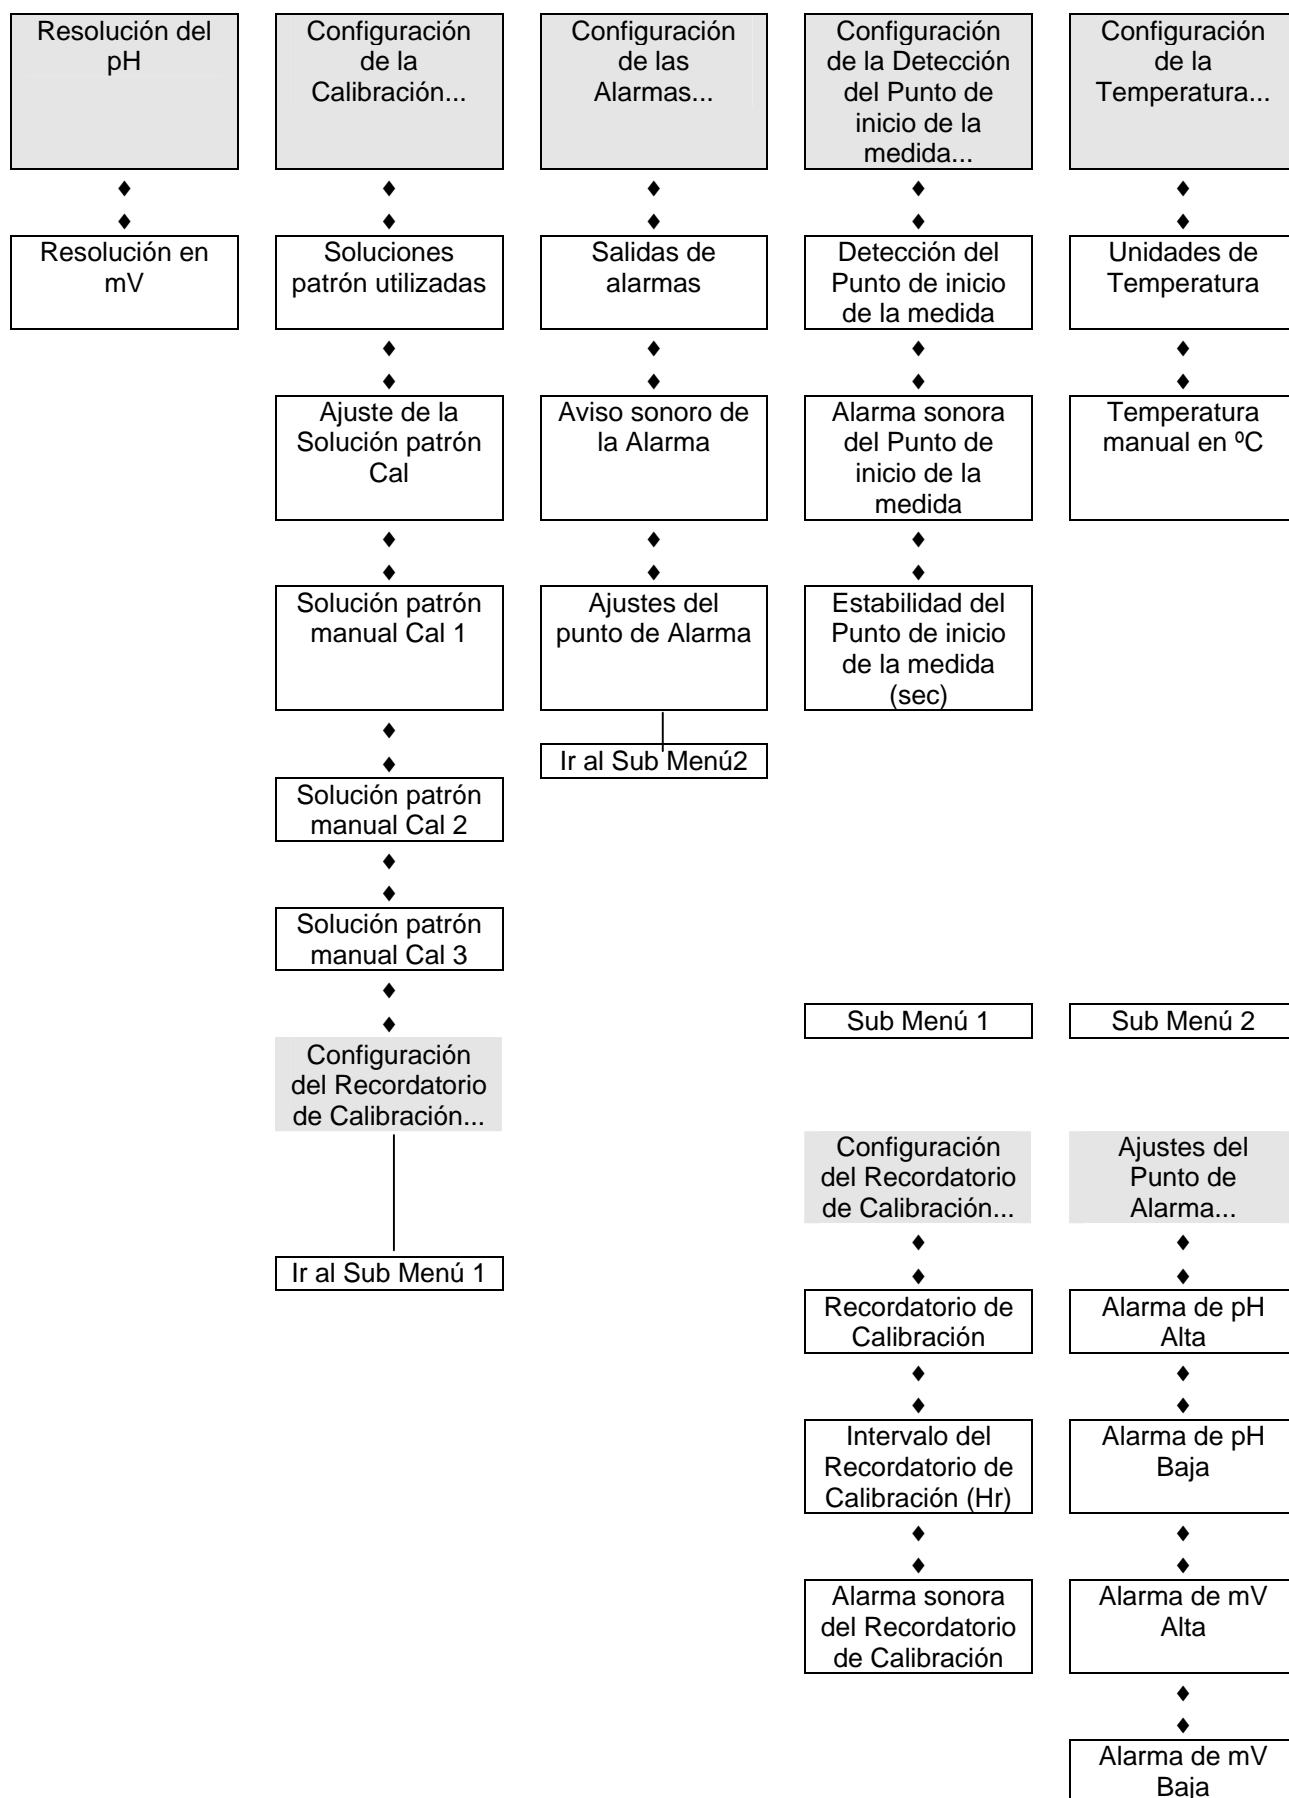 Resolución del
pH
Configuración
de la
Calibración...
Configuración
de las
Alarmas...
Configuración
de la Detección
del Punto de
inicio de la
medida...
Configuración
de la
Temperatura...
Resolución en
mV
Soluciones
patrón utilizadas
Salidas de
alarmas
Detección del
Punto de inicio
de la medida
Unidades de
Temperatura
Ajuste de la
Solución patrón
Cal
Aviso sonoro de
la Alarma
Alarma sonora
del Punto de
inicio de la
medida
Temperatura
manual en ºC
Solución patrón
manual Cal 1
Ajustes del
punto de Alarma
Estabilidad del
Punto de inicio
de la medida
(sec)
Ir al Sub Menú2
Solución patrón
manual Cal 2
Solución patrón
manual Cal 3
Sub Menú 1
Sub Menú 2
Configuración
del Recordatorio
de Calibración...
Configuración
del Recordatorio
de Calibración...
Ajustes del
Punto de
Alarma...
Ir al Sub Menú 1
Recordatorio de
Calibración
Alarma de pH
Alta
Intervalo del
Recordatorio de
Calibración (Hr)
Alarma de pH
Baja
Alarma sonora
del Recordatorio
de Calibración
Alarma de mV
Alta
Alarma de mV
Baja